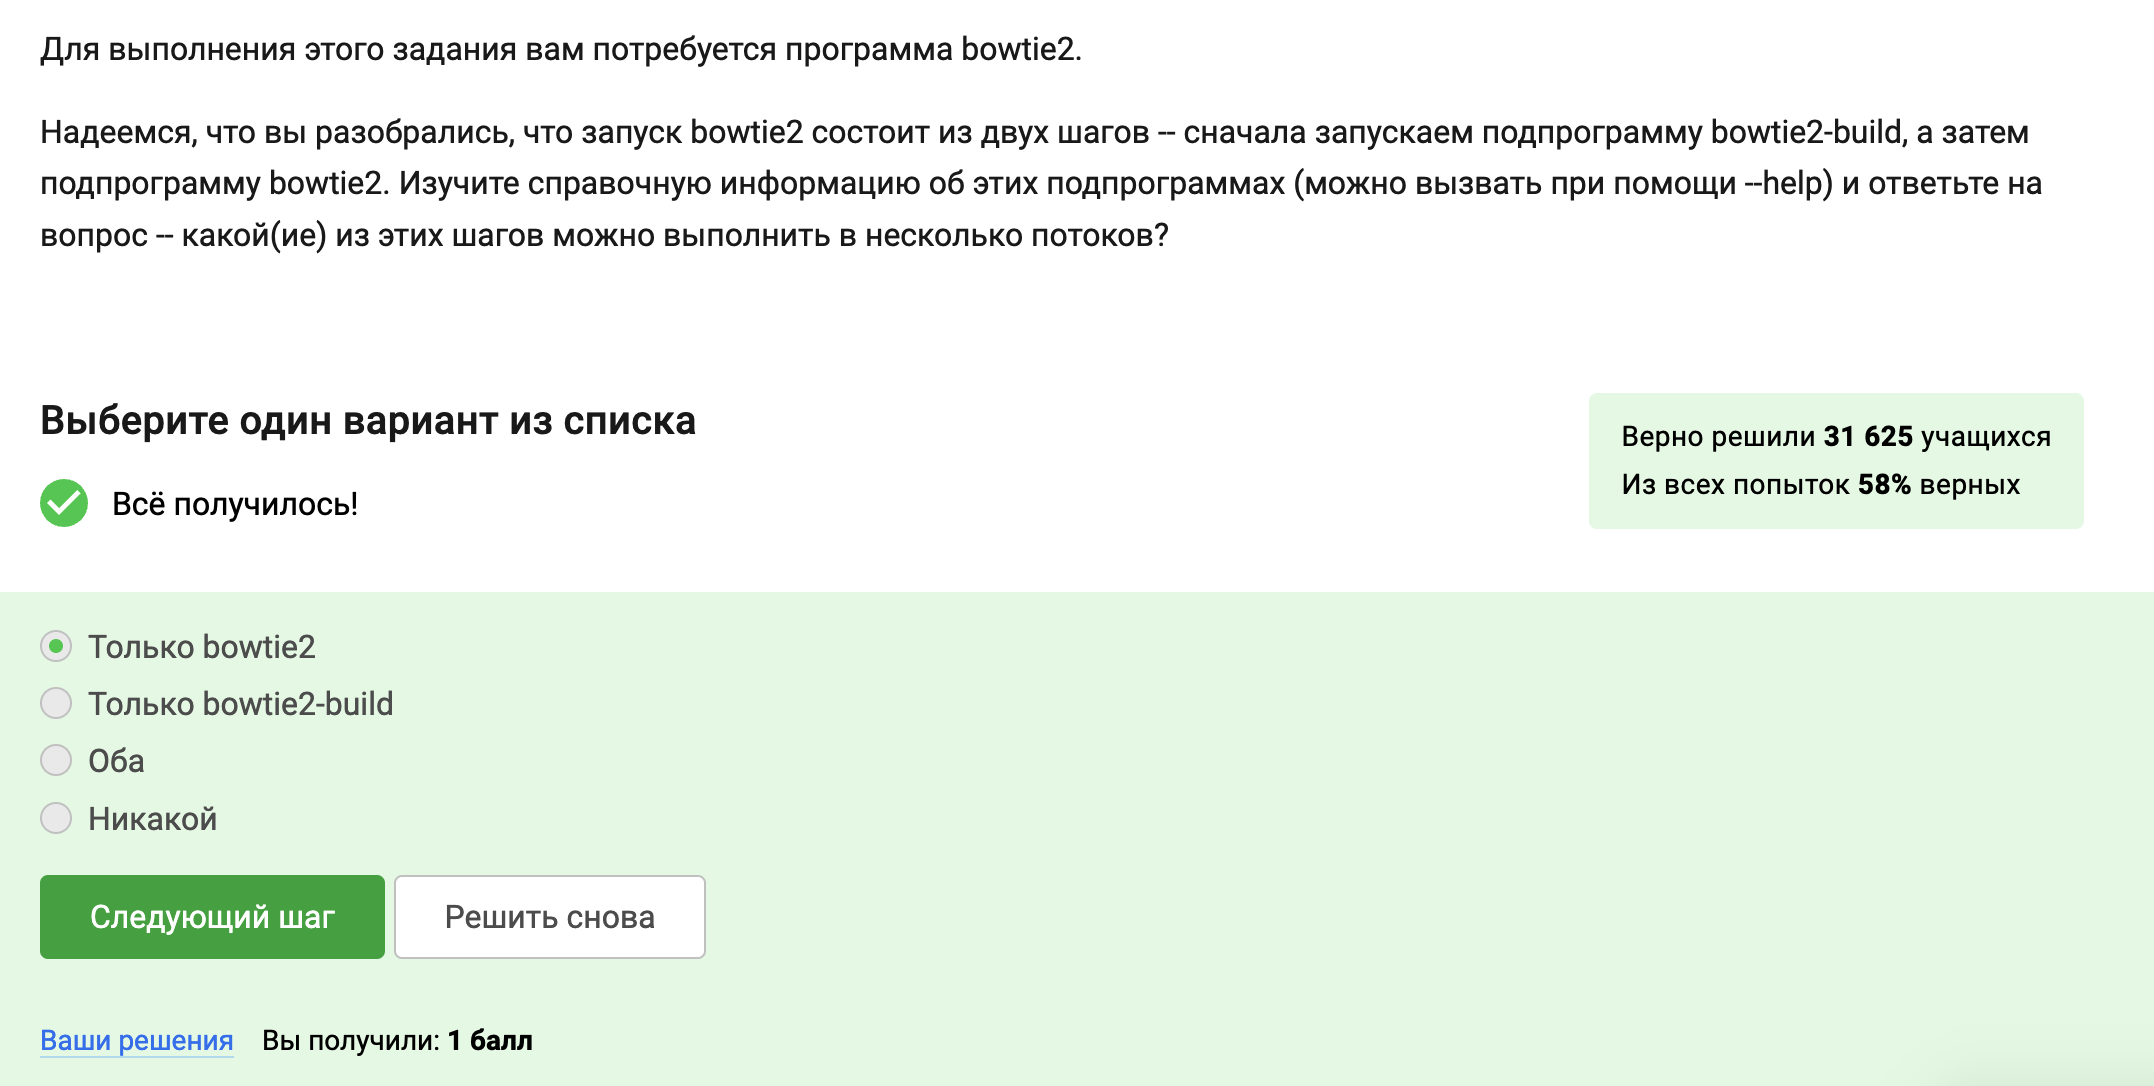 Для выполнения этого задания вам потребуется программа bowtie2.
Надеемся, что вы разобрались, что запуск bowtie2 состоит из двух шагов -- сначала запускаем подпрограмму bowtie2-build, а затем
подпрограмму bowtie2. Изучите справочную информацию об этих подпрограммах (можно вызвать при помощи --help) и ответьте на
вопрос -- какой(ие) из этих шагов можно выполнить в несколько потоков?
Выберите один вариант из списка
Верно решили 31 625 учащихся
Из всех попыток 58% верных
Всё получилось!
Только bowtie2
Только bowtie2-build
Оба
Никакой
Следующий шаг
Решить снова
Ваши решения Вы получили: 1 балл